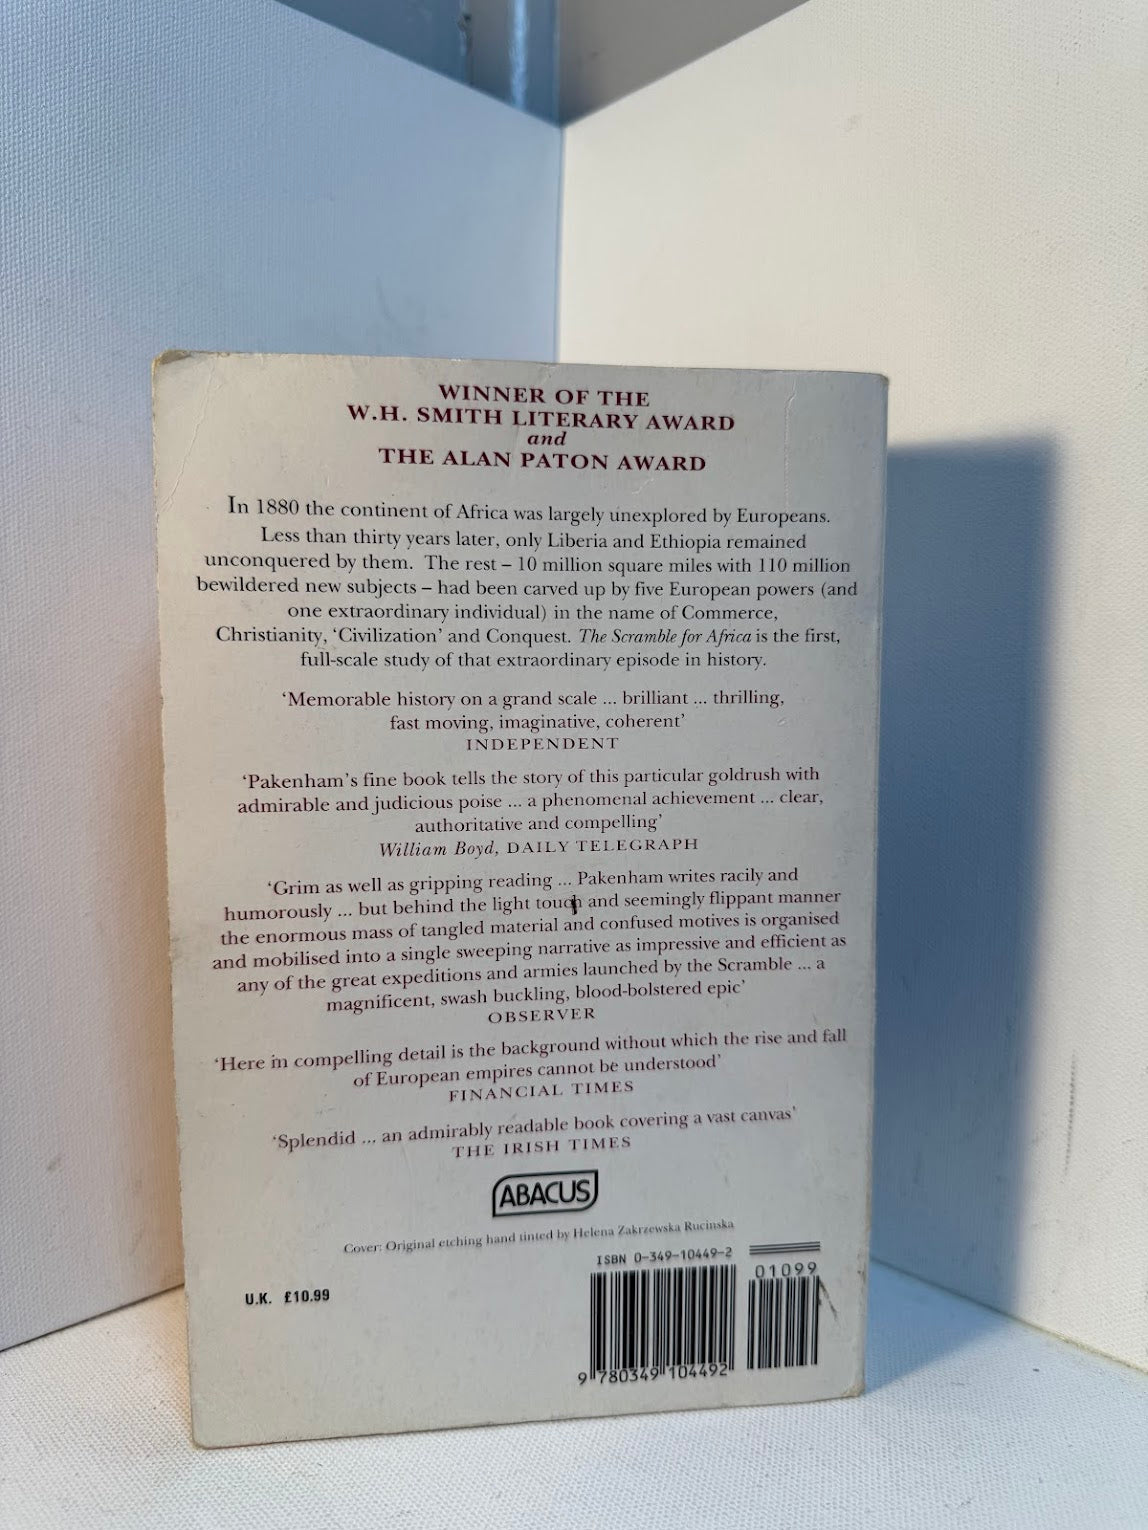 WINNER OF THE
W.H. SMITH LITERARY AWARD
and
THE ALAN PATON AWARD
In 1880 the continent of Africa was largely unexplored by Europeans.
Less than thirty years later, only Liberia and Ethiopia remained
unconquered by them. The rest – 10 million square miles with 110 million
bewildered new subjects – had been carved up by five European powers (and
one extraordinary individual) in the name of Commerce,
Christianity, ‘Civilization’ and Conquest. The Scramble for Africa is the first,
full-scale study of that extraordinary episode in history.
‘Memorable history on a grand scale ... brilliant ... thrilling,
fast moving, imaginative, coherent’
INDEPENDENT
‘Pakenham’s fine book tells the story of this particular goldrush with
admirable and judicious poise ... a phenomenal achievement ... clear,
authoritative and compelling’
William Boyd, DAILY TELEGRAPH
‘Grim as well as gripping reading ... Pakenham writes racily and
humorously ... but behind the light touch and seemingly flippant manner
the enormous mass of tangled material and confused motives is organised
and mobilised into a single sweeping narrative as impressive and efficient as
any of the great expeditions and armies launched by the Scramble ... a
magnificent, swash buckling, blood-bolstered epic’
OBSERVER
‘Here in compelling detail is the background without which the rise and fall
of European empires cannot be understood’
FINANCIAL TIMES
‘Splendid ... an admirably readable book covering a vast canvas’
THE IRISH TIMES
ABACUS
Cover: Original etching hand tinted by Helena Zakrzewska Rucinska
ISBN 0-349-10449-2
01099
U.K. £10.99
9 780349 104492